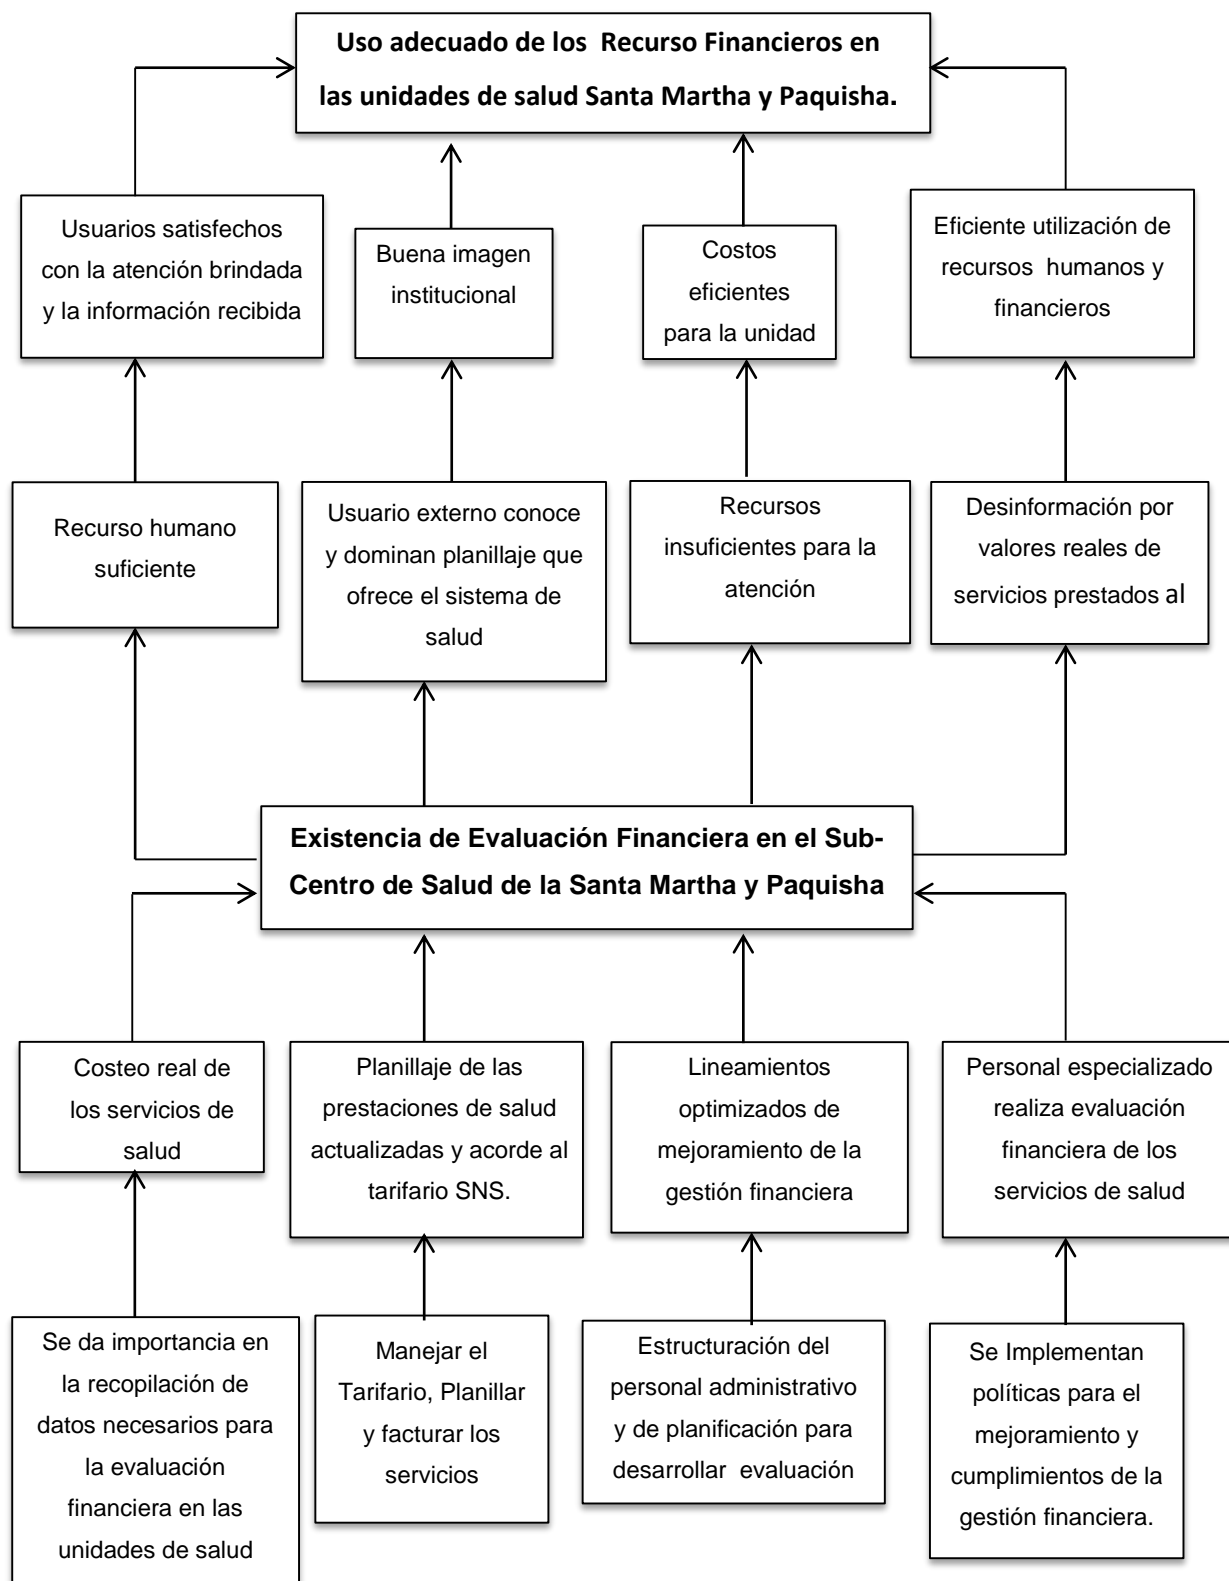 Uso adecuado de los Recurso Financieros en
las unidades de salud Santa Martha y Paquisha.
Usuarios satisfechos
con la atención brindada
y la información recibida
Buena imagen
institucional
Costos
eficientes
para la unidad
Eficiente utilización de
recursos humanos y
financieros
Recurso humano
suficiente
Usuario externo conoce
y dominan planillaje que
ofrece el sistema de
salud
Recursos
insuficientes para la
atención
Desinformación por
valores reales de
servicios prestados al
Existencia de Evaluación Financiera en el Sub-
Centro de Salud de la Santa Martha y Paquisha
Costeo real de
los servicios de
salud
Planillaje de las
prestaciones de salud
actualizadas y acorde al
tarifario SNS.
Lineamientos
optimizados de
mejoramiento de la
gestión financiera
Personal especializado
realiza evaluación
financiera de los
servicios de salud
Se da importancia en
la recopilación de
datos necesarios para
la evaluación
financiera en las
unidades de salud
Manejar el
Tarifario, Planillar
y facturar los
servicios
Estructuración del
personal administrativo
y de planificación para
desarrollar evaluación
Se Implementan
políticas para el
mejoramiento y
cumplimientos de la
gestión financiera.